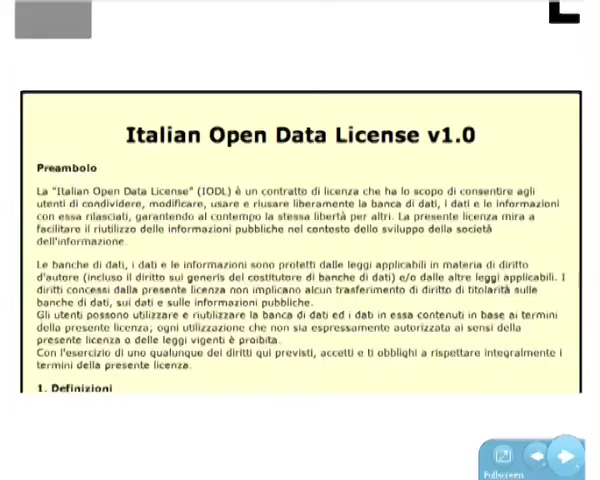 Italian Open Data License v1.0
Preambolo
La "Italian Open Data License" (IODL) è un contratto di licenza che ha lo scopo di consentire agli
utenti di condividere, modificare, usare e riusare liberamente la banca di dati, i dati e le informazioni
con essa rilasciati, garantendo al contempo la stessa libertà per altri. La presente licenza mira a
facilitare il riutilizzo delle informazioni pubbliche nel contesto dello sviluppo della società
dell'informazione.
Le banche di dati, i dati e le informazioni sono protetti dalle leggi applicabili in materia di diritto
d'autore (incluso il diritto sui generis del costitutore di banche di dati) e/o dalle altre leggi applicabili. I
diritti concessi dalla presente licenza non implicano alcun trasferimento di diritto di titolarità sulle
banche di dati, sui dati e sulle informazioni pubbliche.
Gli utenti possono utilizzare e riutilizzare la banca di dati ed i dati in essa contenuti in base ai termini
della presente licenza; ogni utilizzazione che non sia espressamente autorizzata ai sensi della
presente licenza o delle leggi vigenti è proibita.
Con l'esercizio di uno qualunque dei diritti qui previsti, accetti e ti obblighi a rispettare integralmente i
termini della presente licenza.
1. Definizioni
Fullscreen